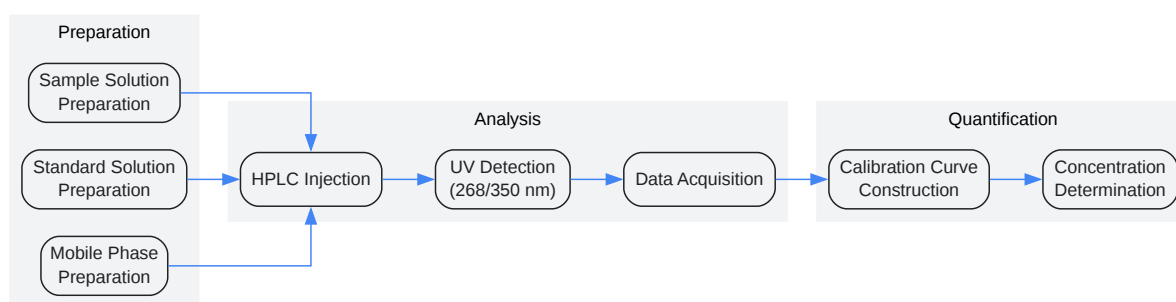 Preparation
Sample Solution
Preparation
Standard Solution
Preparation
Mobile Phase
Preparation
Analysis
HPLC Injection
UV Detection
(268/350 nm)
Data Acquisition
Quantification
Calibration Curve
Construction
Concentration
Determination